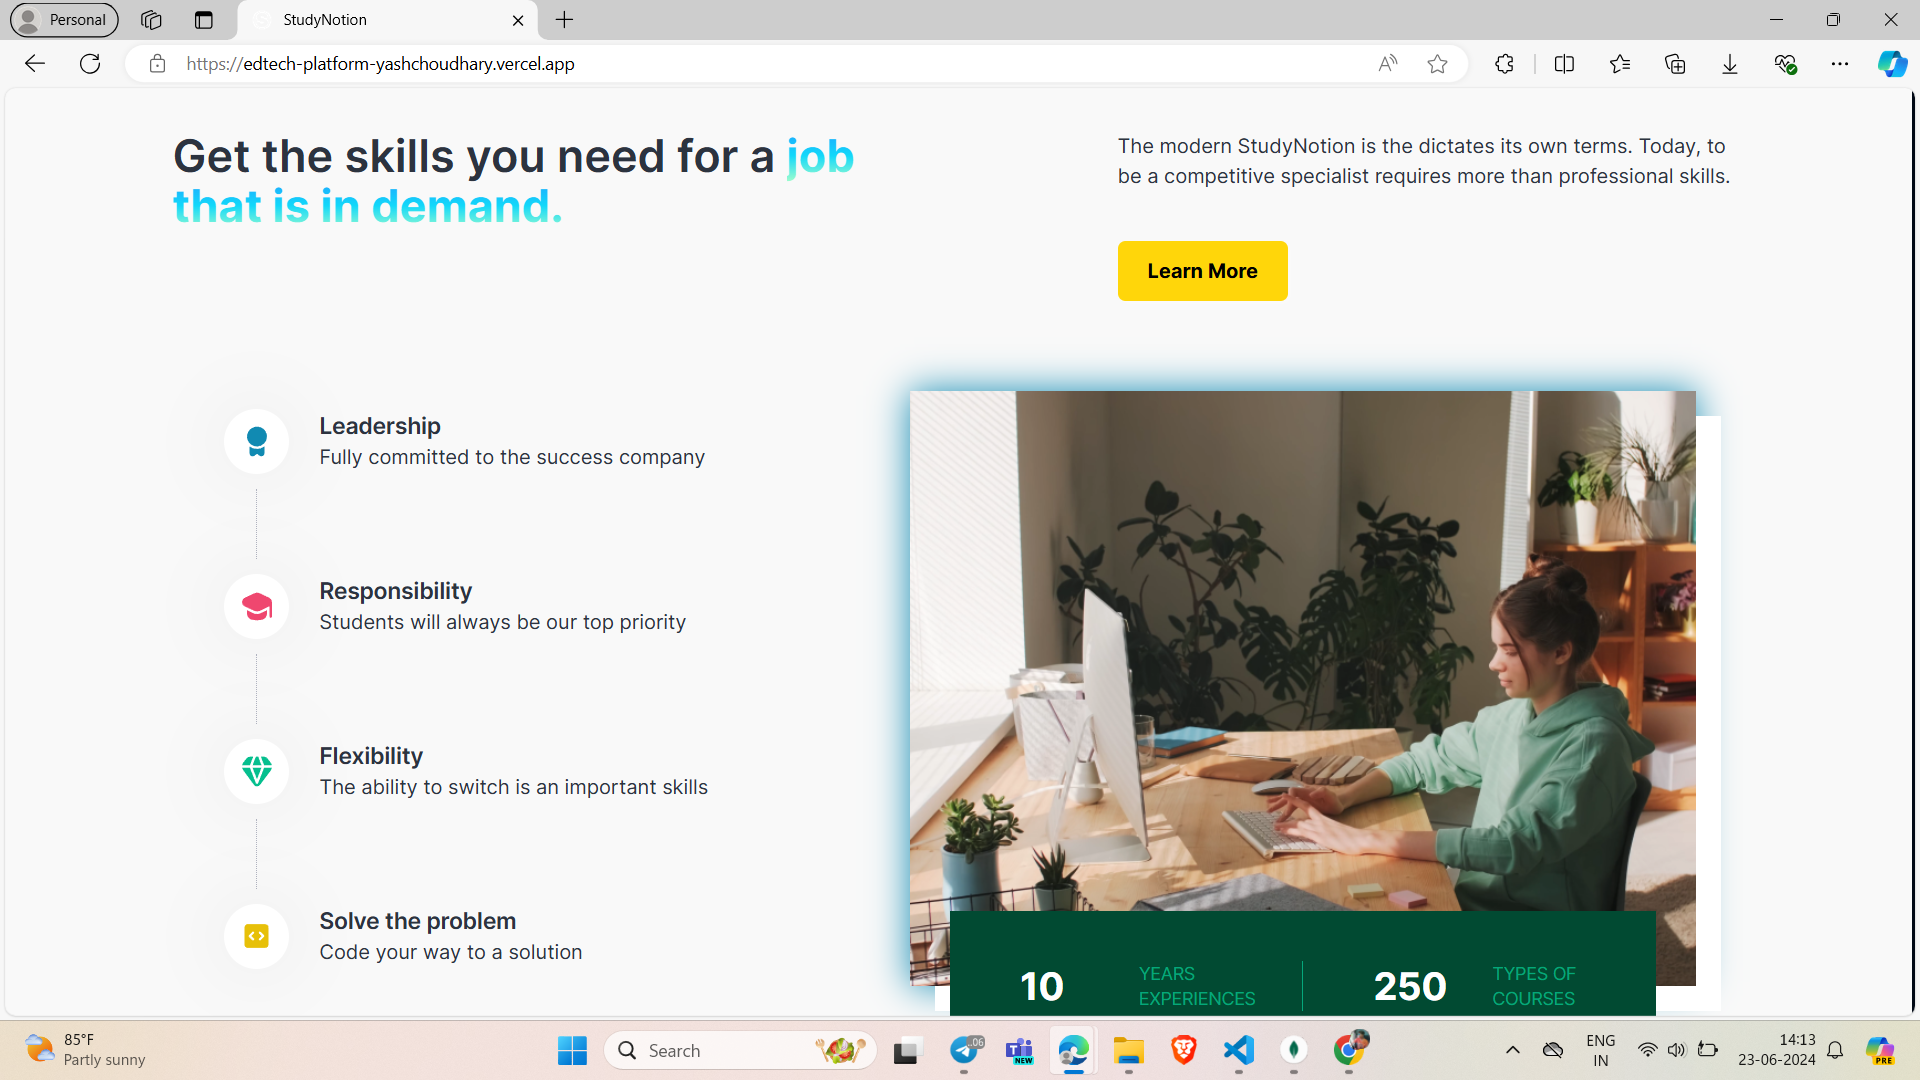 Personal
StudyNotion
https://edtech-platform-yashchoudhary.vercel.app
Get the skills you need for a job
that is in demand.
The modern StudyNotion is the dictates its own terms. Today, to
be a competitive specialist requires more than professional skills.
Learn More
Leadership
Fully committed to the success company
Responsibility
Students will always be our top priority
Flexibility
The ability to switch is an important skills
Solve the problem
Code your way to a solution
10
YEARS
EXPERIENCES
250
TYPES OF
COURSES
85°F
Partly sunny
Search
..06
NEW
ENG
IN
14:13
23-06-2024
PRE